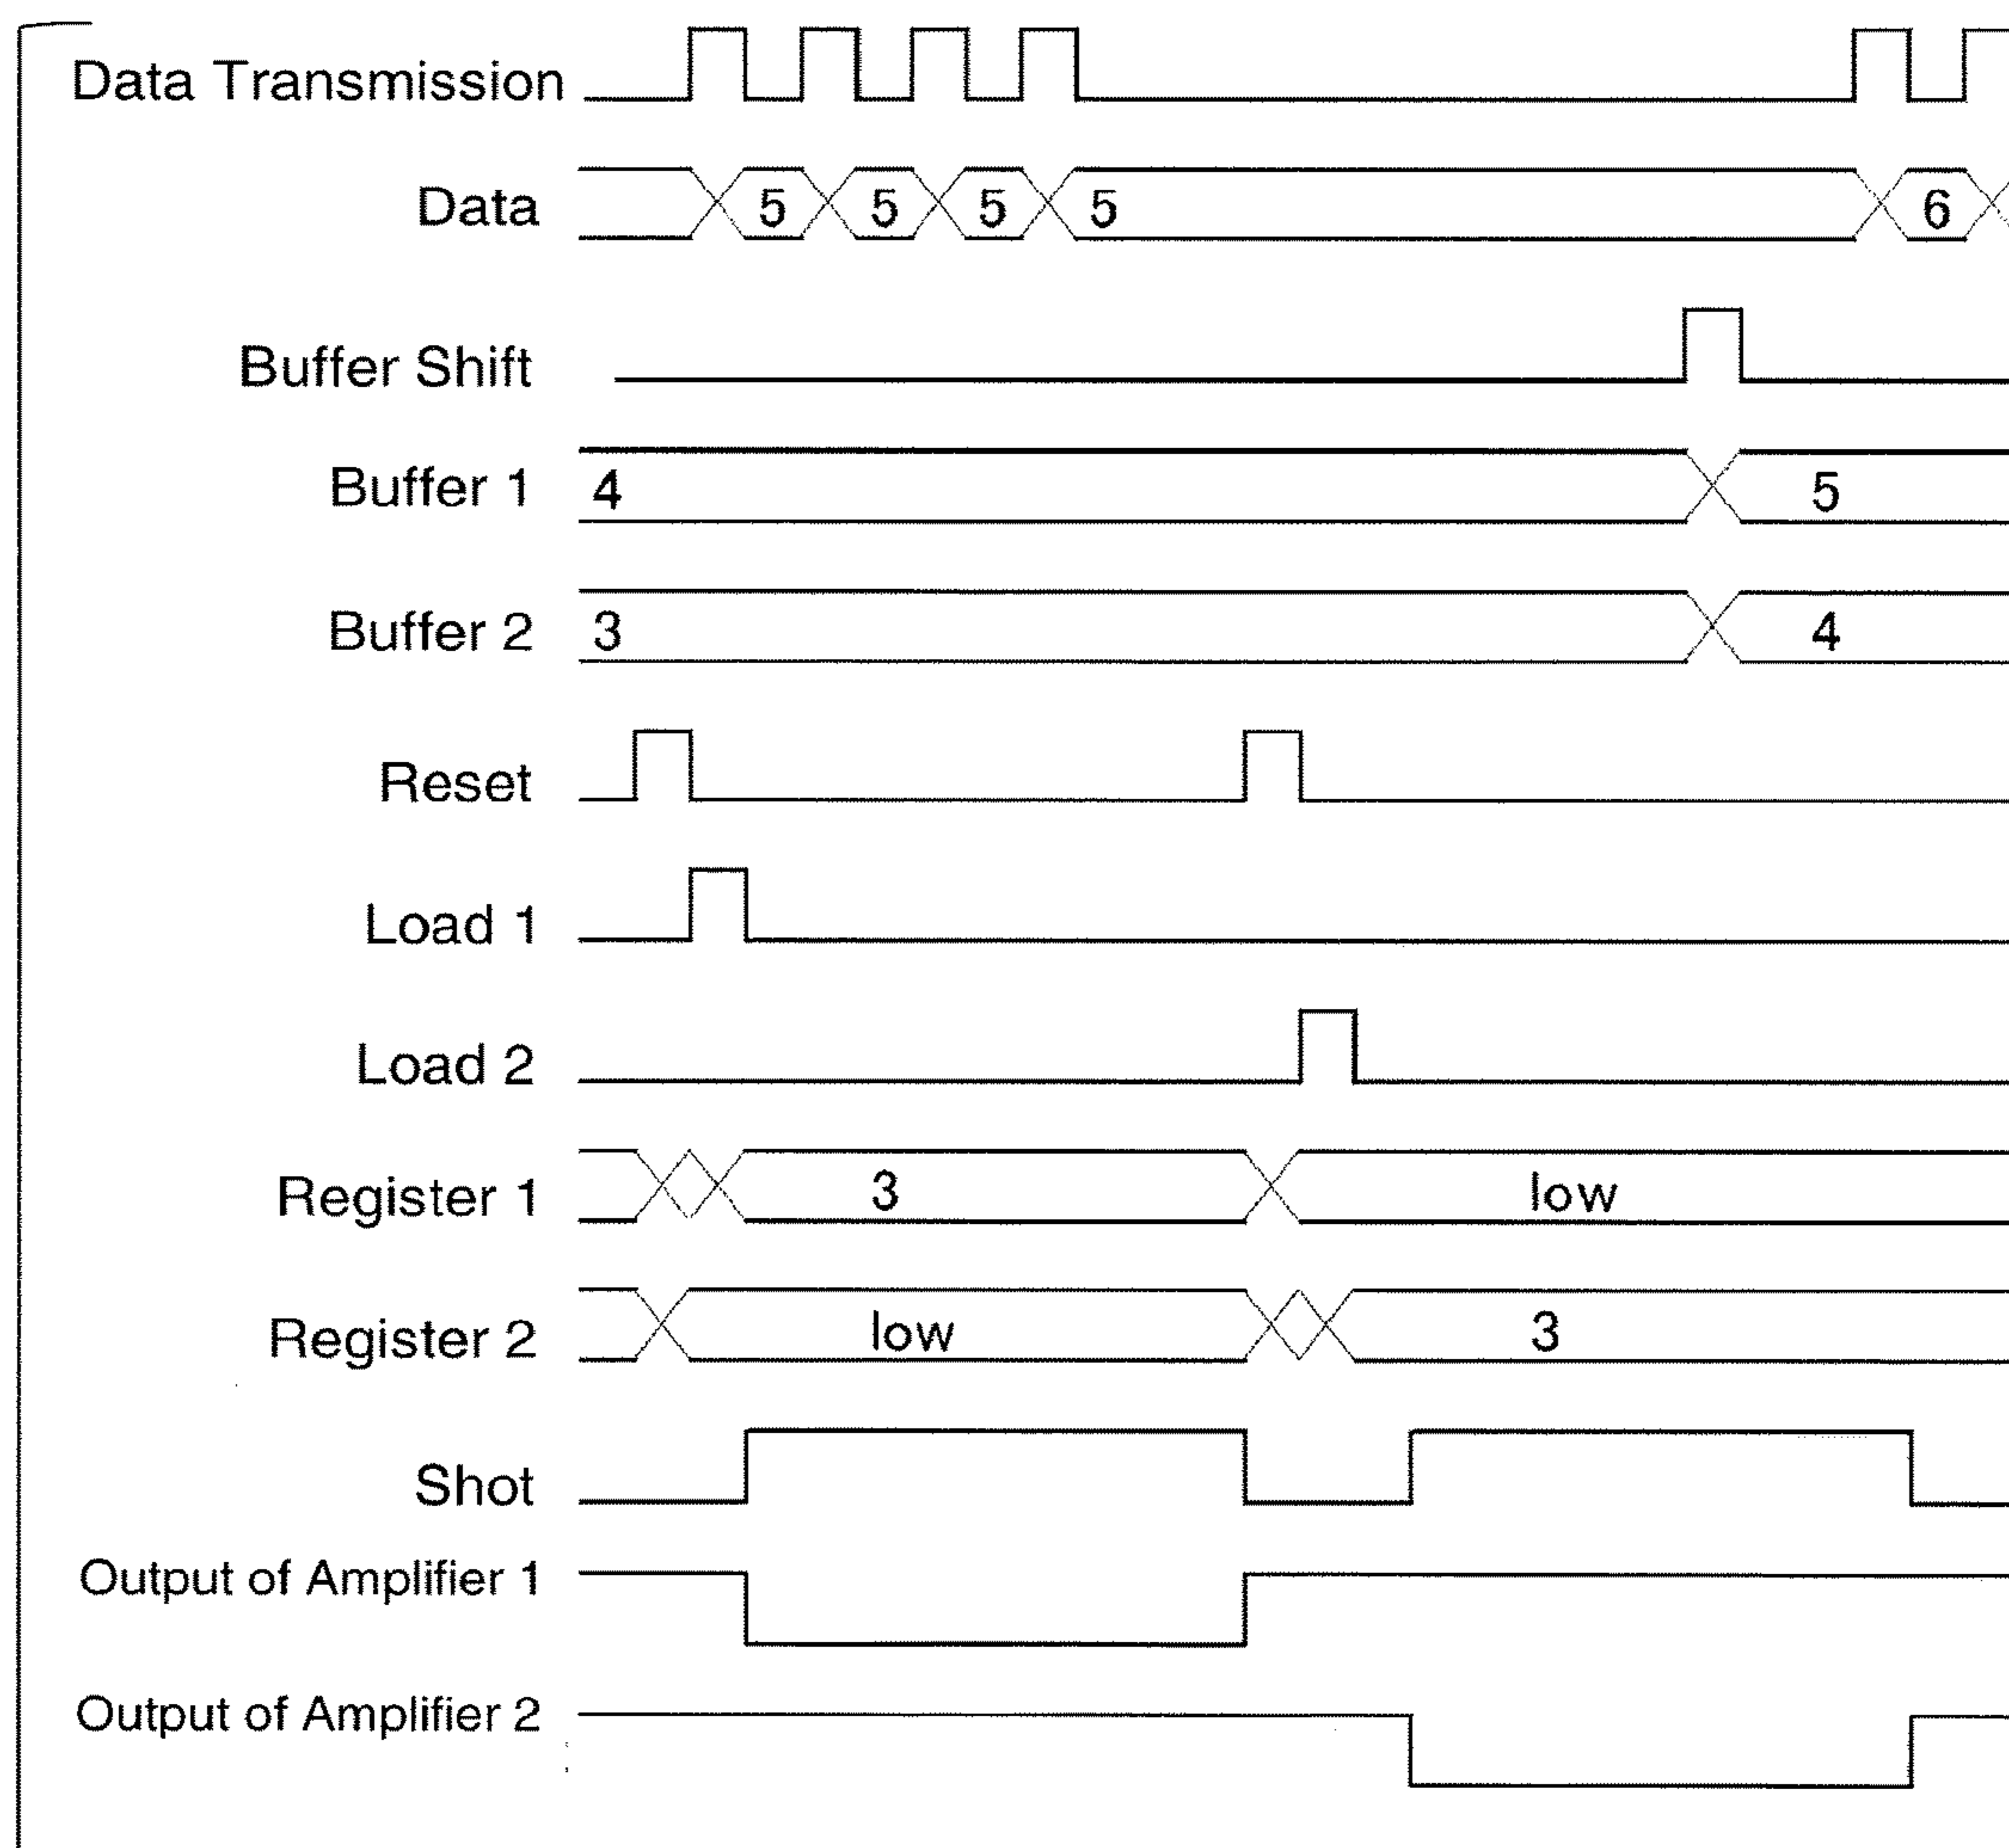 Data Transmission
Data 5 5 5 5 6
Buffer Shift
Buffer 1 4 5
Buffer 2 3 4
Reset
Load 1
Load 2
Register 1 3 low
Register 2 low 3
Shot
Output of Amplifier 1
Output of Amplifier 2